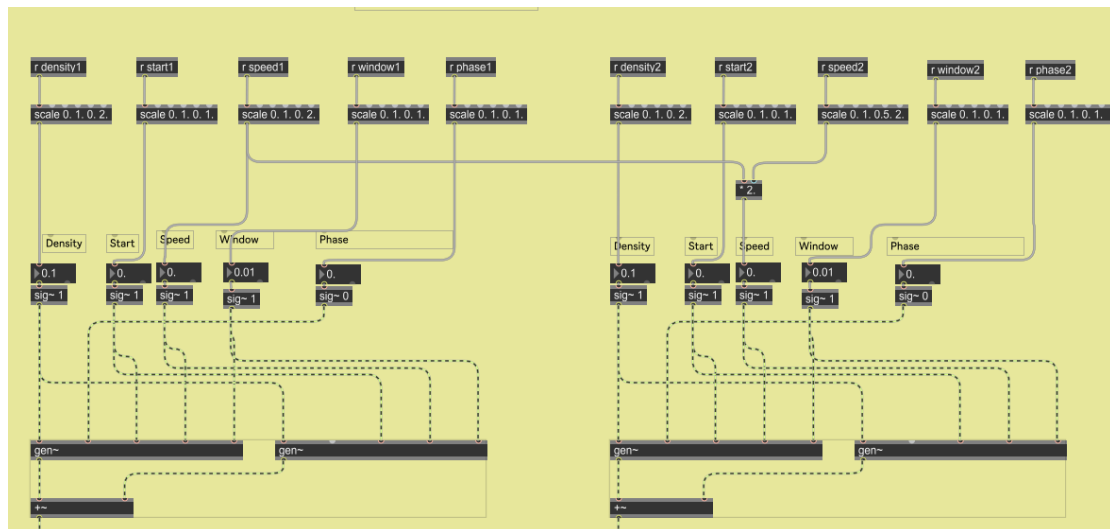 r density1 r start1 r speed1 r window1 r phase1 r density2 r start2 r speed2 r window2 r phase2
scale 0. 1. 0. 2. scale 0. 1. 0. 1. scale 0. 1. 0. 2. scale 0. 1. 0. 1. scale 0. 1. 0. 1. scale 0. 1. 0. 2. scale 0. 1. 0. 1. scale 0. 1. 0.5. 2. scale 0. 1. 0. 1. scale 0. 1. 0. 1.
* 2.
Density Start Speed Window Phase Density Start Speed Window Phase
0.1 0. 0. 0.01 0. 0.1 0. 0. 0.01 0.
sig~ 1 sig~ 1 sig~ 1 sig~ 1 sig~ 0 sig~ 1 sig~ 1 sig~ 1 sig~ 1 sig~ 0
gen~ gen~ gen~ gen~
+~ +~